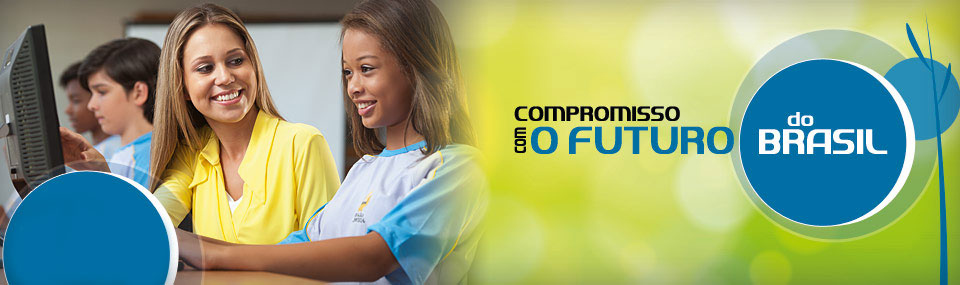 COMPROMISSO
com O FUTURO do BRASIL